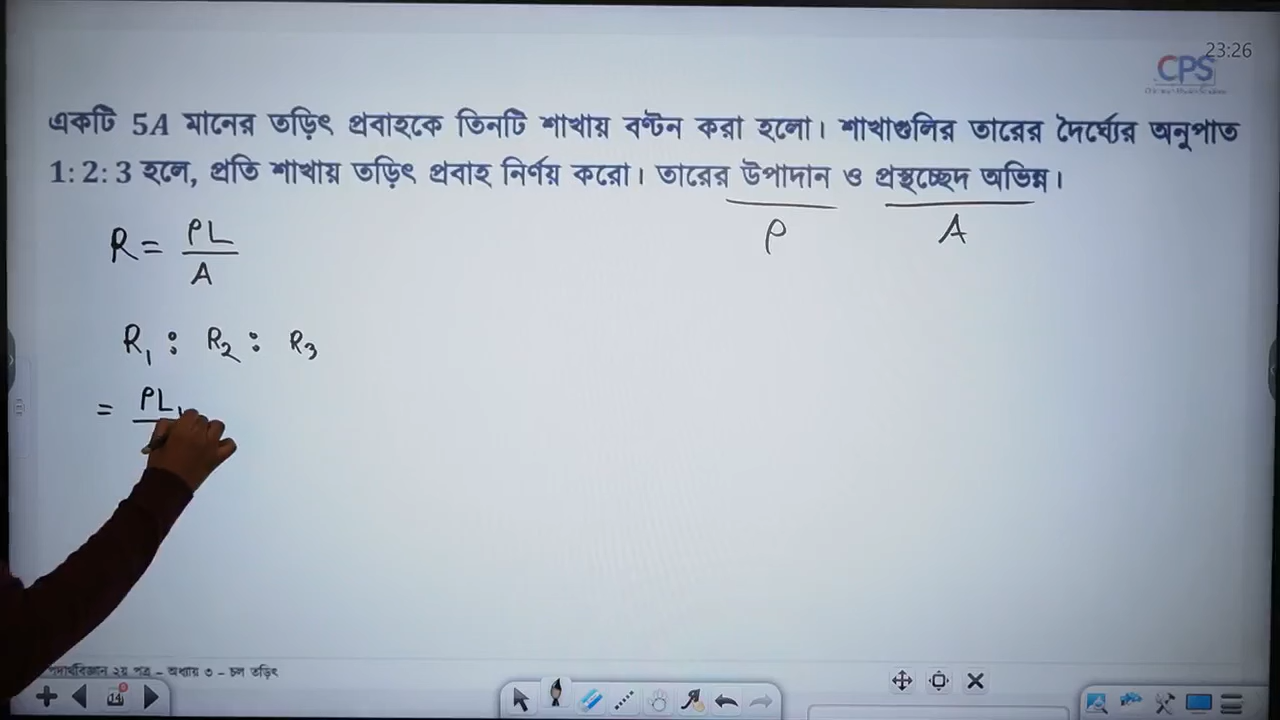 23:26
CPS
একটি 5A মানের তড়িৎ প্রবাহকে তিনটি শাখায় বণ্টন করা হলো। শাখাগুলির তারের দৈর্ঘ্যের অনুপাত
1: 2: 3 হলে, প্রতি শাখায় তড়িৎ প্রবাহ নির্ণয় করো। তারের উপাদান ও প্রস্থচ্ছেদ অভিন্ন।
R = ρL / A
ρ A
R₁ : R₂ : R₃
= ρL₁
পদার্থবিজ্ঞান ২য় পত্র – অধ্যায় ৩ – চল তড়িৎ
14